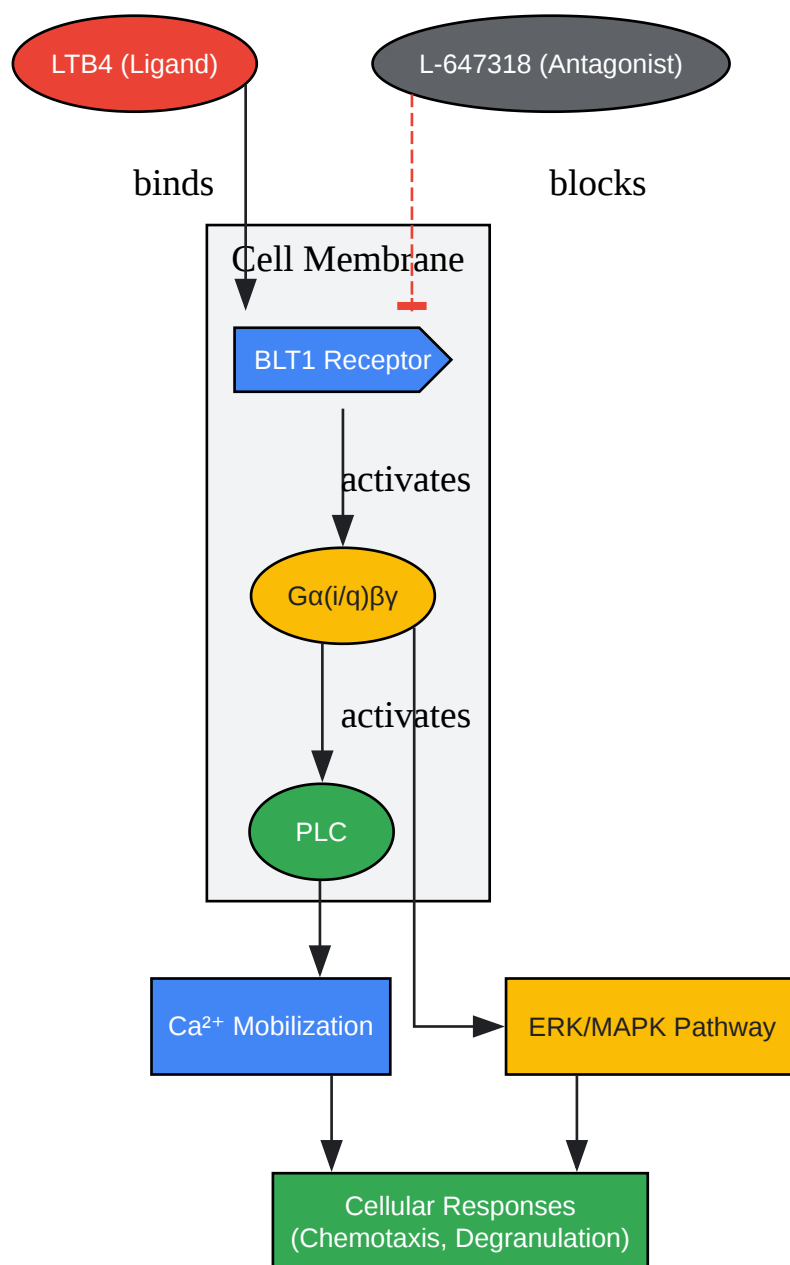 LTB4 (Ligand)
L-647318 (Antagonist)
binds
blocks
Cell Membrane
BLT1 Receptor
activates
Gα(i/q)βγ
activates
PLC
Ca²⁺ Mobilization
ERK/MAPK Pathway
Cellular Responses
(Chemotaxis, Degranulation)